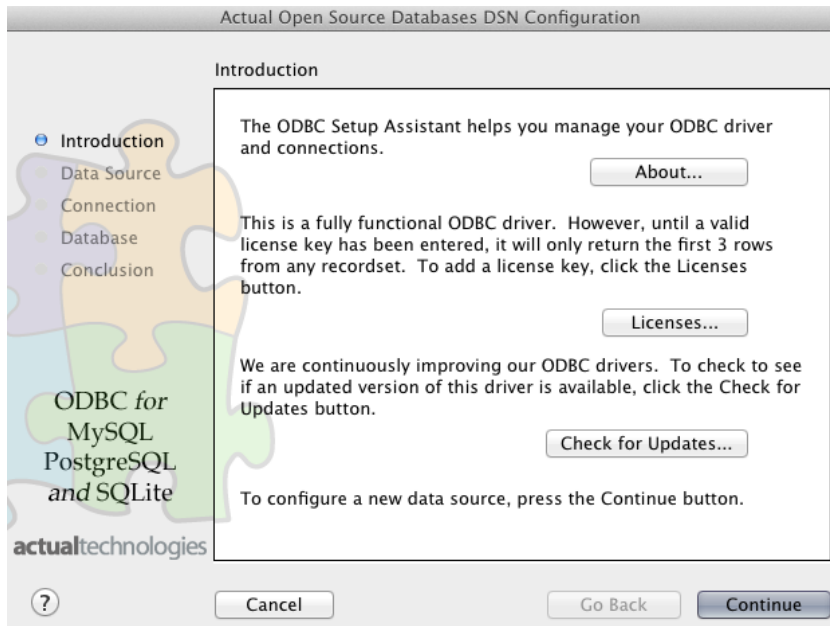 Actual Open Source Databases DSN Configuration
Introduction
Introduction
Data Source
Connection
Database
Conclusion
ODBC for
MySQL
PostgreSQL
and SQLite
actualtechnologies
The ODBC Setup Assistant helps you manage your ODBC driver
and connections.
About...
This is a fully functional ODBC driver.  However, until a valid
license key has been entered, it will only return the first 3 rows
from any recordset.  To add a license key, click the Licenses
button.
Licenses...
We are continuously improving our ODBC drivers.  To check to see
if an updated version of this driver is available, click the Check for
Updates button.
Check for Updates...
To configure a new data source, press the Continue button.
?
Cancel
Go Back
Continue